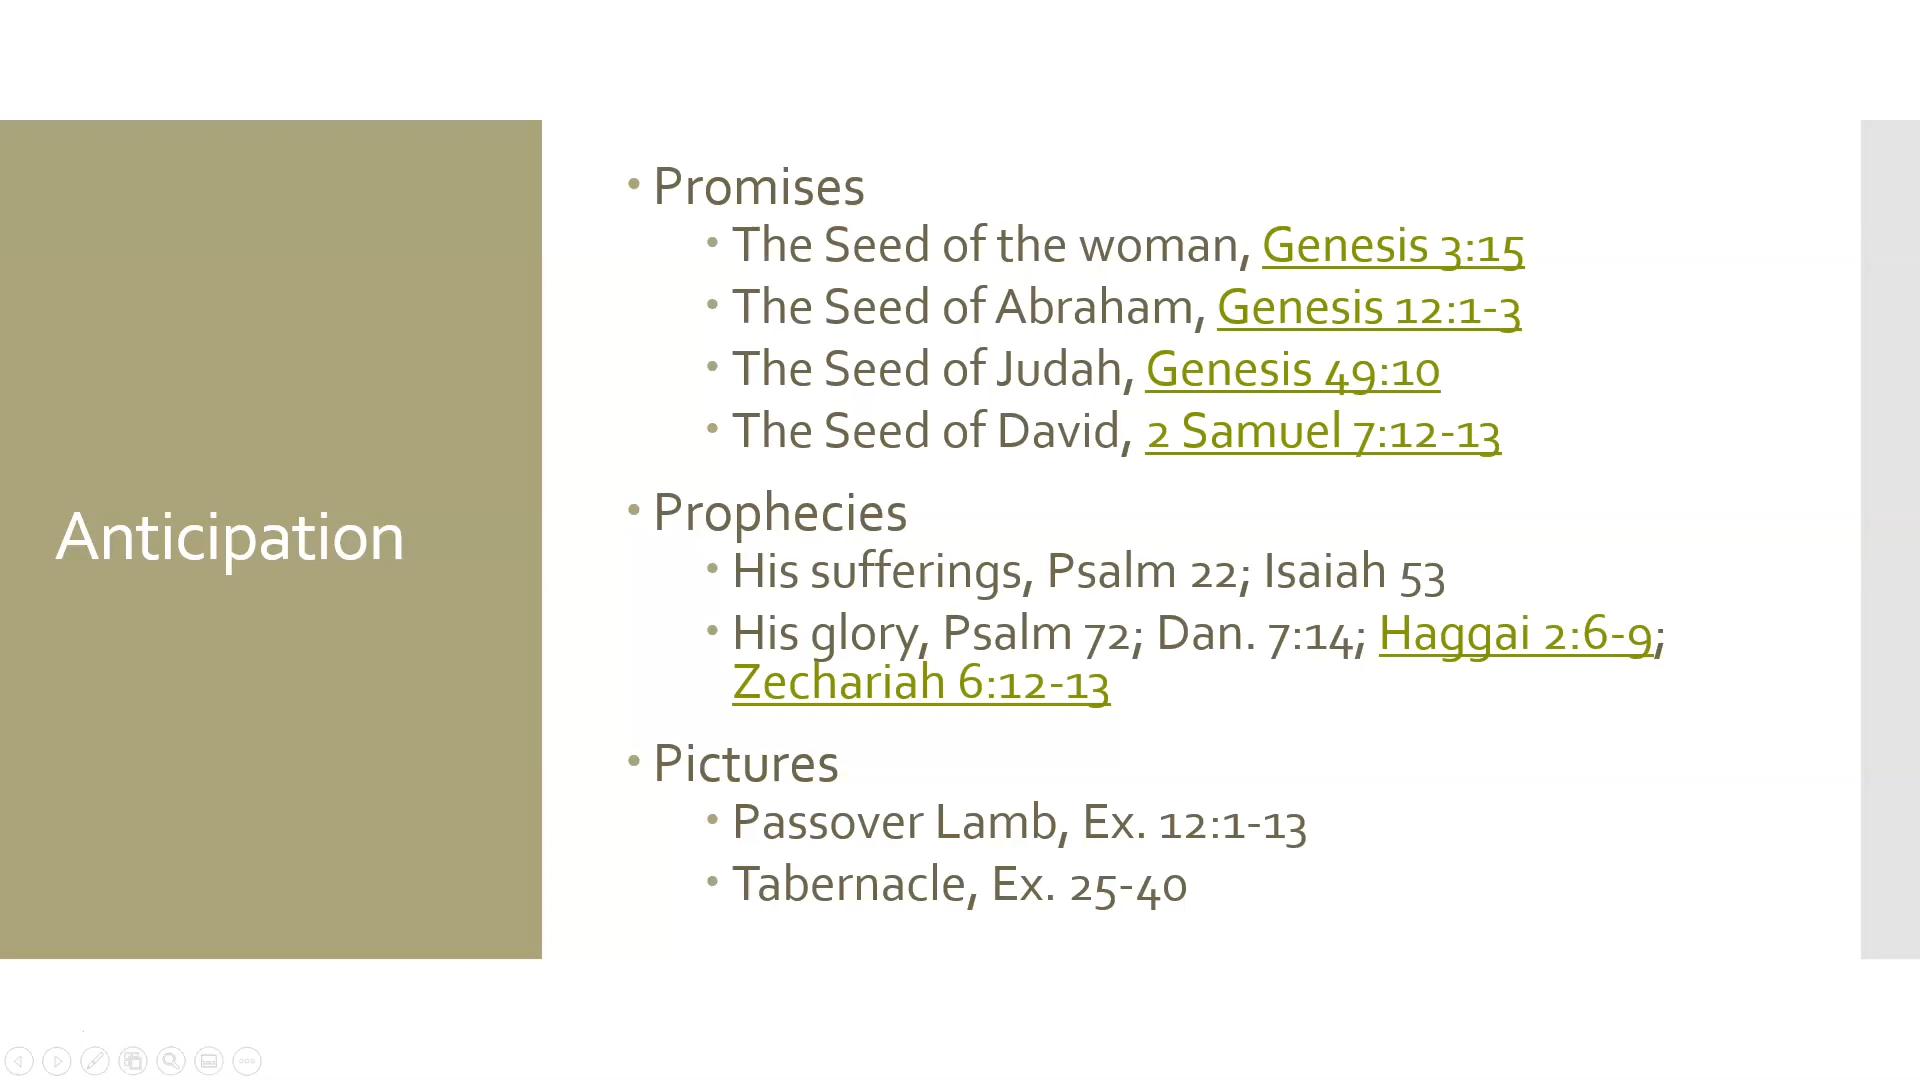 Anticipation
• Promises
• The Seed of the woman, Genesis 3:15
• The Seed of Abraham, Genesis 12:1-3
• The Seed of Judah, Genesis 49:10
• The Seed of David, 2 Samuel 7:12-13
• Prophecies
• His sufferings, Psalm 22; Isaiah 53
• His glory, Psalm 72; Dan. 7:14; Haggai 2:6-9;
Zechariah 6:12-13
• Pictures
• Passover Lamb, Ex. 12:1-13
• Tabernacle, Ex. 25-40